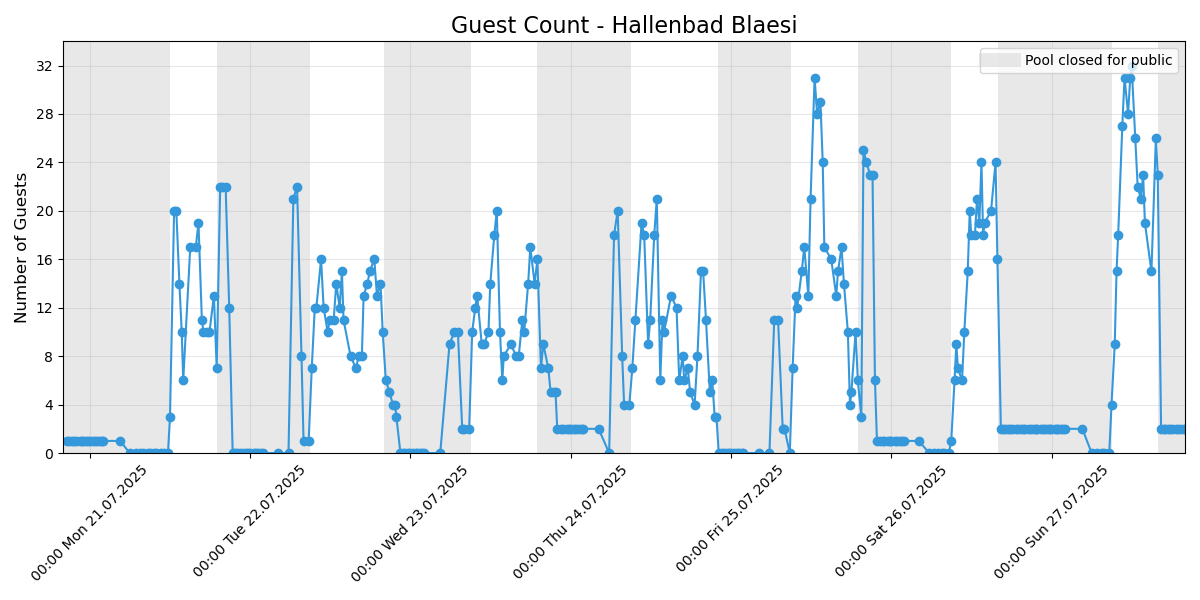 Guest Count - Hallenbad Blaesi
Pool closed for public
Number of Guests
32
28
24
20
16
12
8
4
0
00:00 Mon 21.07.2025
00:00 Tue 22.07.2025
00:00 Wed 23.07.2025
00:00 Thu 24.07.2025
00:00 Fri 25.07.2025
00:00 Sat 26.07.2025
00:00 Sun 27.07.2025